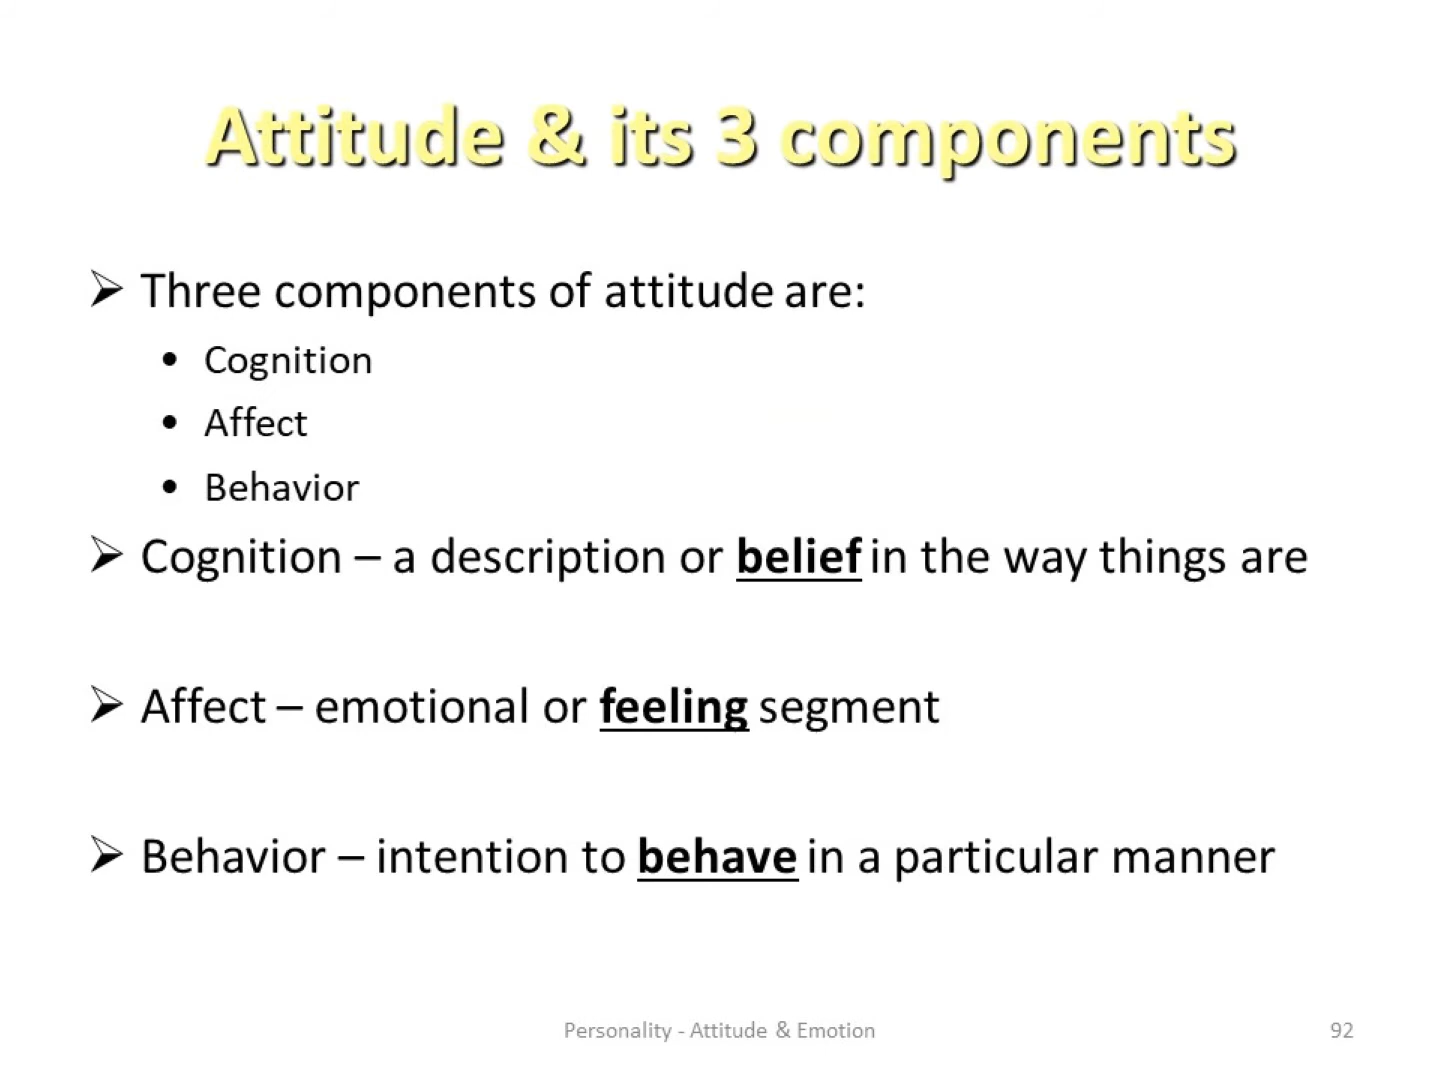 Attitude & its 3 components
➢ Three components of attitude are:
• Cognition
• Affect
• Behavior
➢ Cognition – a description or belief in the way things are
➢ Affect – emotional or feeling segment
➢ Behavior – intention to behave in a particular manner
Personality - Attitude & Emotion
92